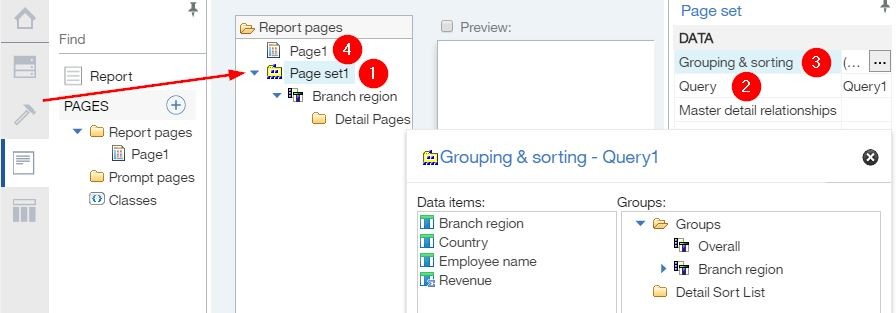 Find
Report
PAGES
Report pages
Page1
Prompt pages
Classes
Report pages
Page1 4
Page set1 1
Branch region
Detail Pages
Preview:
Page set
DATA
Grouping & sorting 3 (... ...
Query 2 Query1
Master detail relationships
Grouping & sorting - Query1
Data items:
Branch region
Country
Employee name
Revenue
Groups:
Groups
Overall
Branch region
Detail Sort List